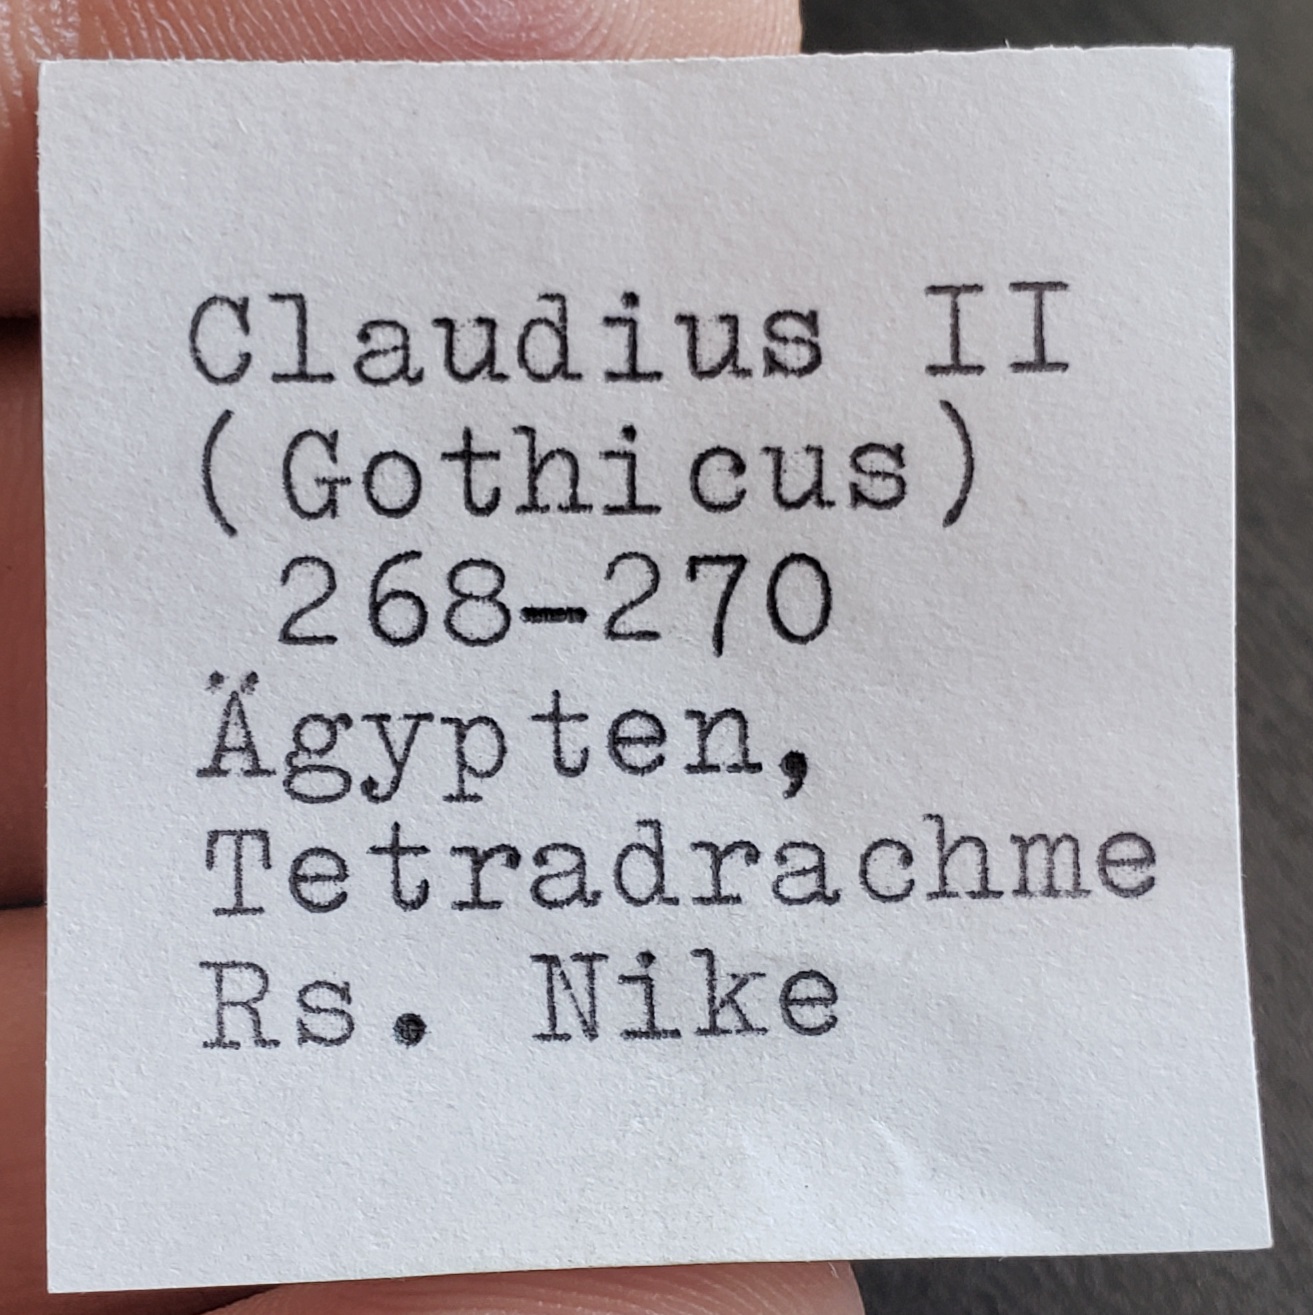 Claudius II
(Gothicus)
268-270
Ägypten,
Tetradrachme
Rs. Nike